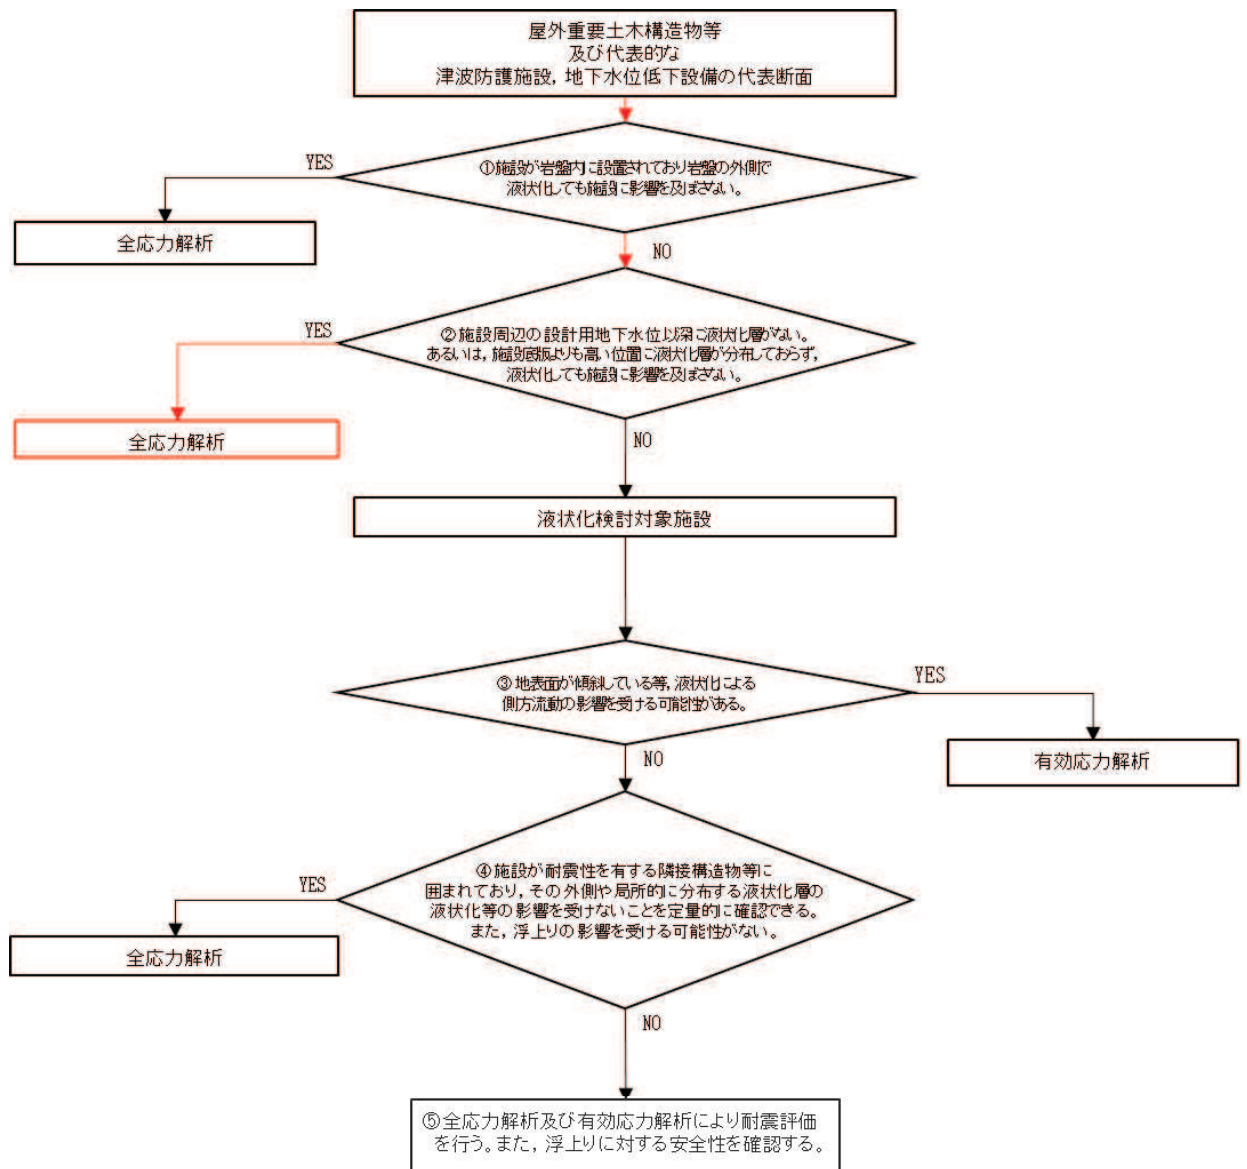 屋外重要土木構造物等
及び代表的な
津波防護施設，地下水位低下設備の代表断面
YES
①施設が岩盤内に設置されており岩盤の外側で
液状化しても施設に影響を及ぼさない。
全応力解析
NO
YES
②施設周辺の設計用地下水位以深に液状化層がない。
あるいは，施設底版よりも高い位置に液状化層が分布しておらず，
液状化しても施設に影響を及ぼさない。
全応力解析
NO
液状化検討対象施設
③地表面が傾斜している等，液状化による
側方流動の影響を受ける可能性がある。
YES
NO
有効応力解析
④施設が耐震性を有する隣接構造物等に
囲まれており，その外側や局所的に分布する液状化層の
液状化等の影響を受けないことを定量的に確認できる。
また，浮上りの影響を受ける可能性がない。
YES
全応力解析
NO
⑤全応力解析及び有効応力解析により耐震評価
を行う。また，浮上りに対する安全性を確認する。